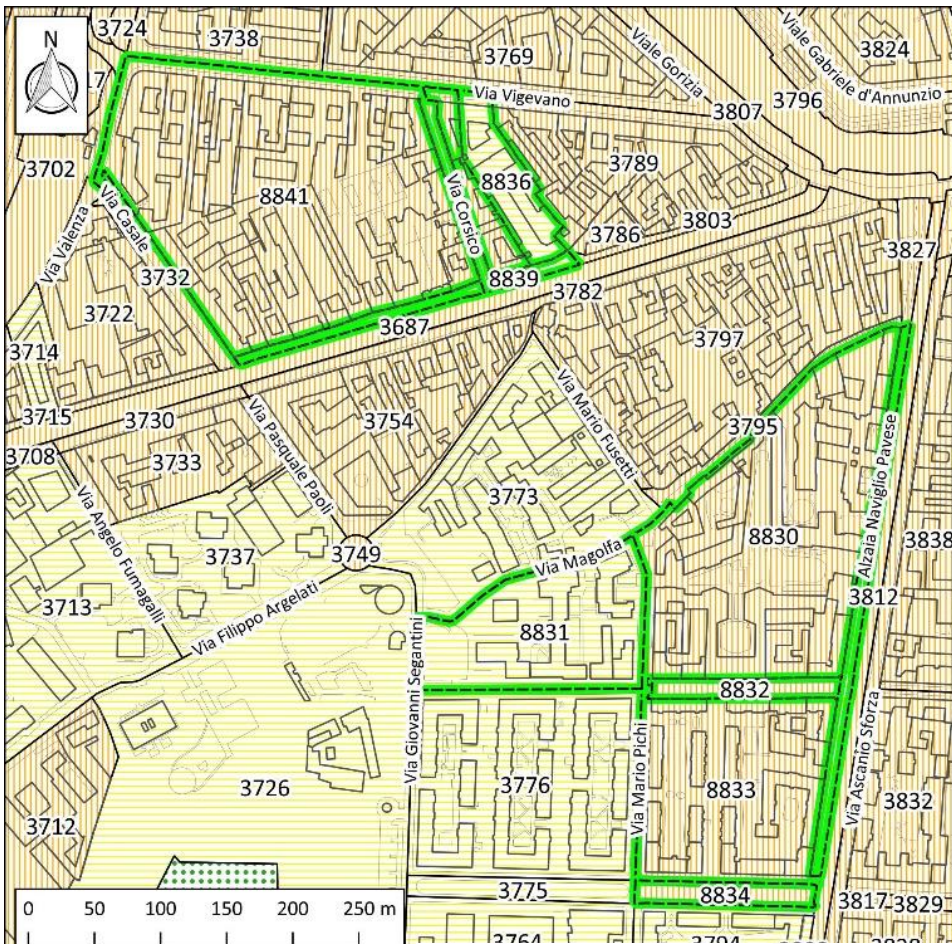 3724
3738
3769
Viale Gorizia
Viale Gabriele d'Annunzio
3824
3796
N
3807
Via Vigevano
3702
3789
8841
8836
Via Corsico
3786
3803
Via Casale
Via Valenza
3732
8839
3782
3827
3722
3687
3714
3797
3715
3730
3754
Via Mario Fusetti
3795
3708
3733
Via Pasquale Paoli
Alzaia Naviglio Pavese
3773
Via Angelo Fumagalli
8830
3838
3737
3749
Via Magolfa
3713
Via Filippo Argelati
3812
8831
Via Giovanni Segantini
8832
Via Mario Pichi
Via Ascanio Sforza
3726
3776
8833
3832
3712
3775
8834
3817
3829
0 50 100 150 200 250 m
3764